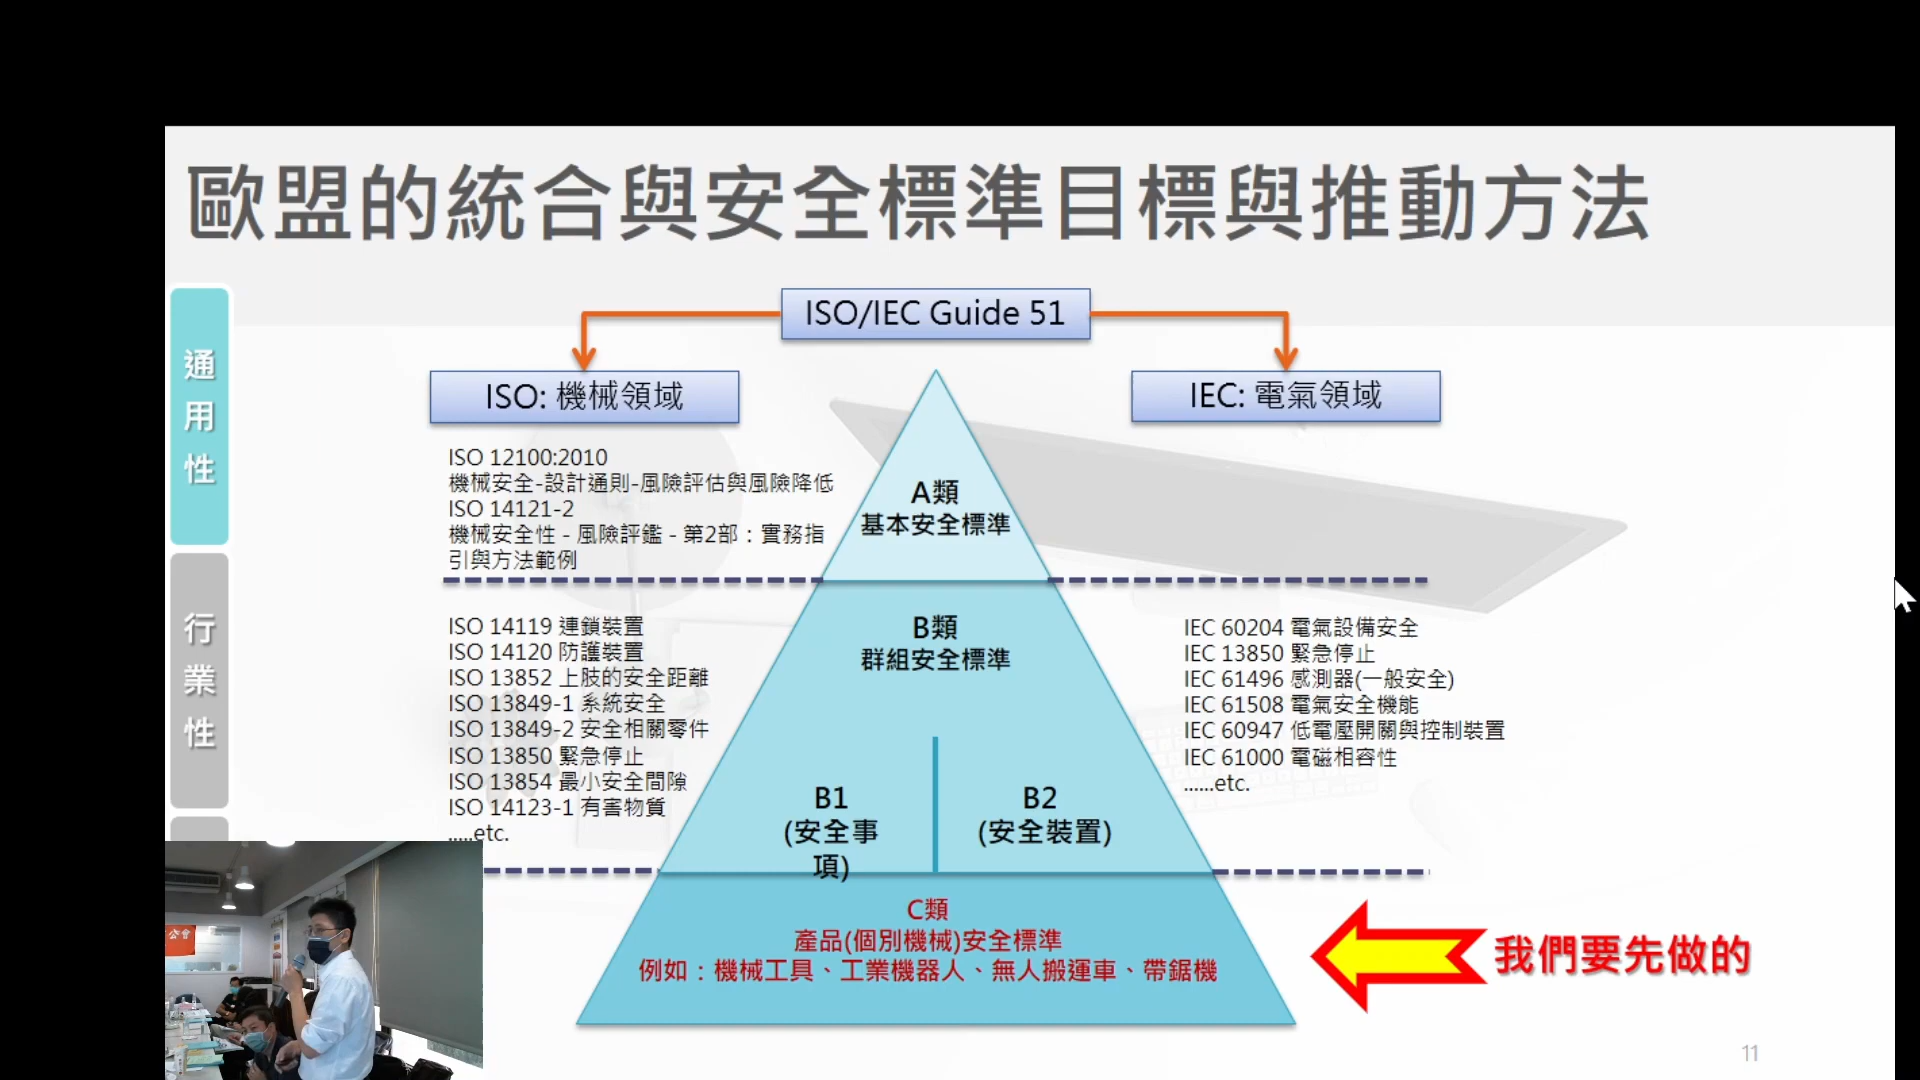 歐盟的統合與安全標準目標與推動方法
ISO/IEC Guide 51
ISO: 機械領域
IEC: 電氣領域
通用性
行業性
ISO 12100:2010
機械安全-設計通則-風險評估與風險降低
ISO 14121-2
機械安全性 - 風險評鑑 - 第2部：實務指
引與方法範例
A類
基本安全標準
ISO 14119 連鎖裝置
ISO 14120 防護裝置
ISO 13852 上肢的安全距離
ISO 13849-1 系統安全
ISO 13849-2 安全相關零件
ISO 13850 緊急停止
ISO 13854 最小安全間隙
ISO 14123-1 有害物質
.....etc.
B類
群組安全標準
B1
(安全事
項)
B2
(安全裝置)
IEC 60204 電氣設備安全
IEC 13850 緊急停止
IEC 61496 感測器(一般安全)
IEC 61508 電氣安全機能
IEC 60947 低電壓開關與控制裝置
IEC 61000 電磁相容性
......etc.
C類
產品(個別機械)安全標準
例如：機械工具、工業機器人、無人搬運車、帶鋸機
我們要先做的
公會
11